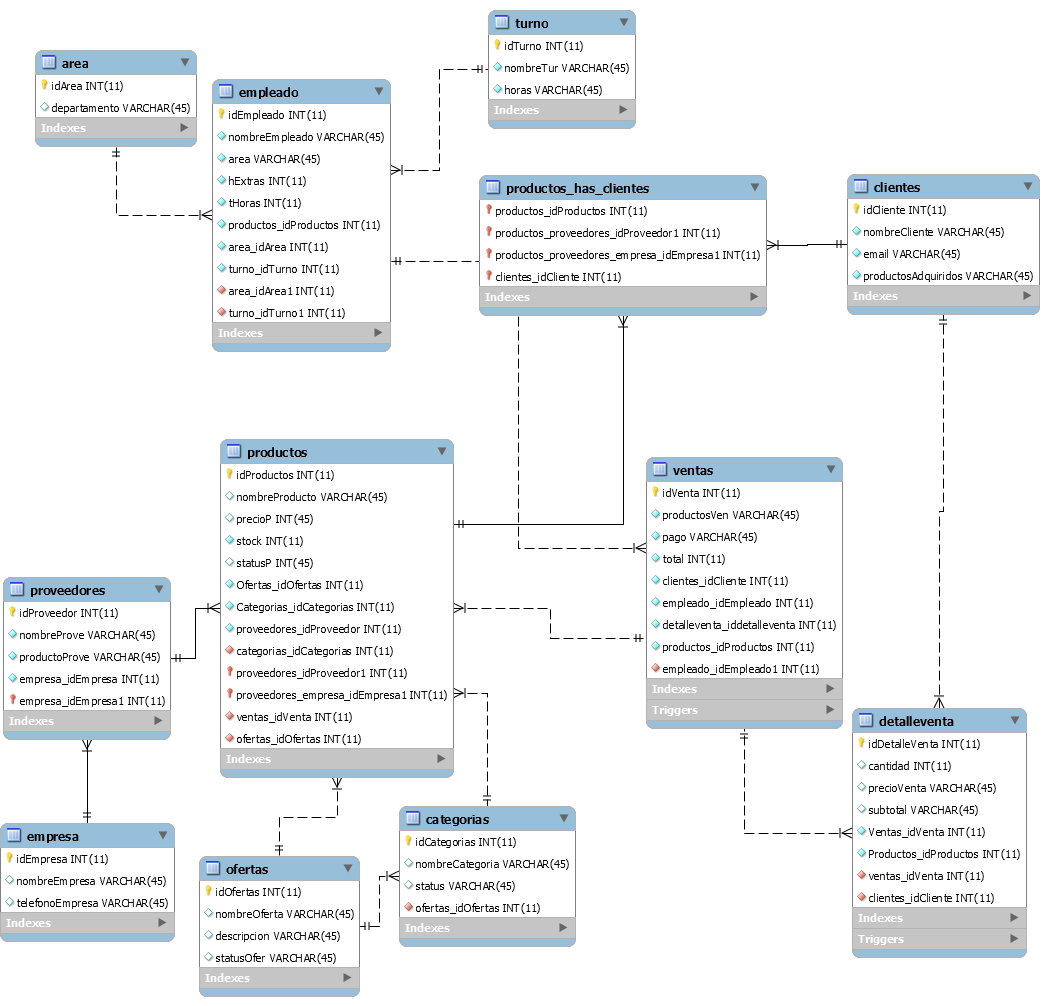 turno
idTurno INT(11)
nombreTur VARCHAR(45)
horas VARCHAR(45)
Indexes
area
idArea INT(11)
departamento VARCHAR(45)
Indexes
empleado
idEmpleado INT(11)
nombreEmpleado VARCHAR(45)
area VARCHAR(45)
hExtras INT(11)
tHoras INT(11)
productos_idProductos INT(11)
area_idArea INT(11)
turno_idTurno INT(11)
area_idArea1 INT(11)
turno_idTurno1 INT(11)
Indexes
productos_has_clientes
productos_idProductos INT(11)
productos_proveedores_idProveedor1 INT(11)
productos_proveedores_empresa_idEmpresa1 INT(11)
clientes_idCliente INT(11)
Indexes
clientes
idCliente INT(11)
nombreCliente VARCHAR(45)
email VARCHAR(45)
productosAdquiridos VARCHAR(45)
Indexes
productos
idProductos INT(11)
nombreProducto VARCHAR(45)
precioP INT(45)
stock INT(11)
statusP INT(45)
Ofertas_idOfertas INT(11)
Categorias_idCategorias INT(11)
proveedores_idProveedor INT(11)
categorias_idCategorias INT(11)
proveedores_idProveedor1 INT(11)
proveedores_empresa_idEmpresa1 INT(11)
ventas_idVenta INT(11)
ofertas_idOfertas INT(11)
Indexes
ventas
idVenta INT(11)
productosVen VARCHAR(45)
pago VARCHAR(45)
total INT(11)
clientes_idCliente INT(11)
empleado_idEmpleado INT(11)
detalleventa_iddetalleventa INT(11)
productos_idProductos INT(11)
empleado_idEmpleado1 INT(11)
Indexes
Triggers
proveedores
idProveedor INT(11)
nombreProve VARCHAR(45)
productoProve VARCHAR(45)
empresa_idEmpresa INT(11)
empresa_idEmpresa1 INT(11)
Indexes
detalleventa
idDetalleVenta INT(11)
cantidad INT(11)
precioVenta VARCHAR(45)
subtotal VARCHAR(45)
Ventas_idVenta INT(11)
Productos_idProductos INT(11)
ventas_idVenta INT(11)
clientes_idCliente INT(11)
Indexes
Triggers
empresa
idEmpresa INT(11)
nombreEmpresa VARCHAR(45)
telefonoEmpresa VARCHAR(45)
Indexes
categorias
idCategorias INT(11)
nombreCategoria VARCHAR(45)
status VARCHAR(45)
ofertas_idOfertas INT(11)
Indexes
ofertas
idOfertas INT(11)
nombreOferta VARCHAR(45)
descripcion VARCHAR(45)
statusOfer VARCHAR(45)
Indexes